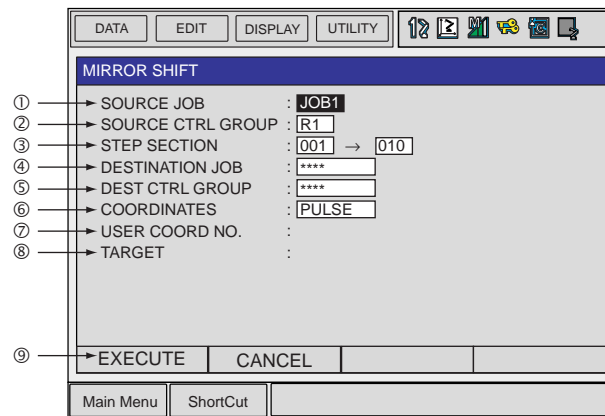 DATA EDIT DISPLAY UTILITY
MIRROR SHIFT
① SOURCE JOB : JOB1
② SOURCE CTRL GROUP : R1
③ STEP SECTION : 001 → 010
④ DESTINATION JOB : ****
⑤ DEST CTRL GROUP : ****
⑥ COORDINATES : PULSE
⑦ USER COORD NO. :
⑧ TARGET :
⑨ EXECUTE CANCEL
Main Menu ShortCut